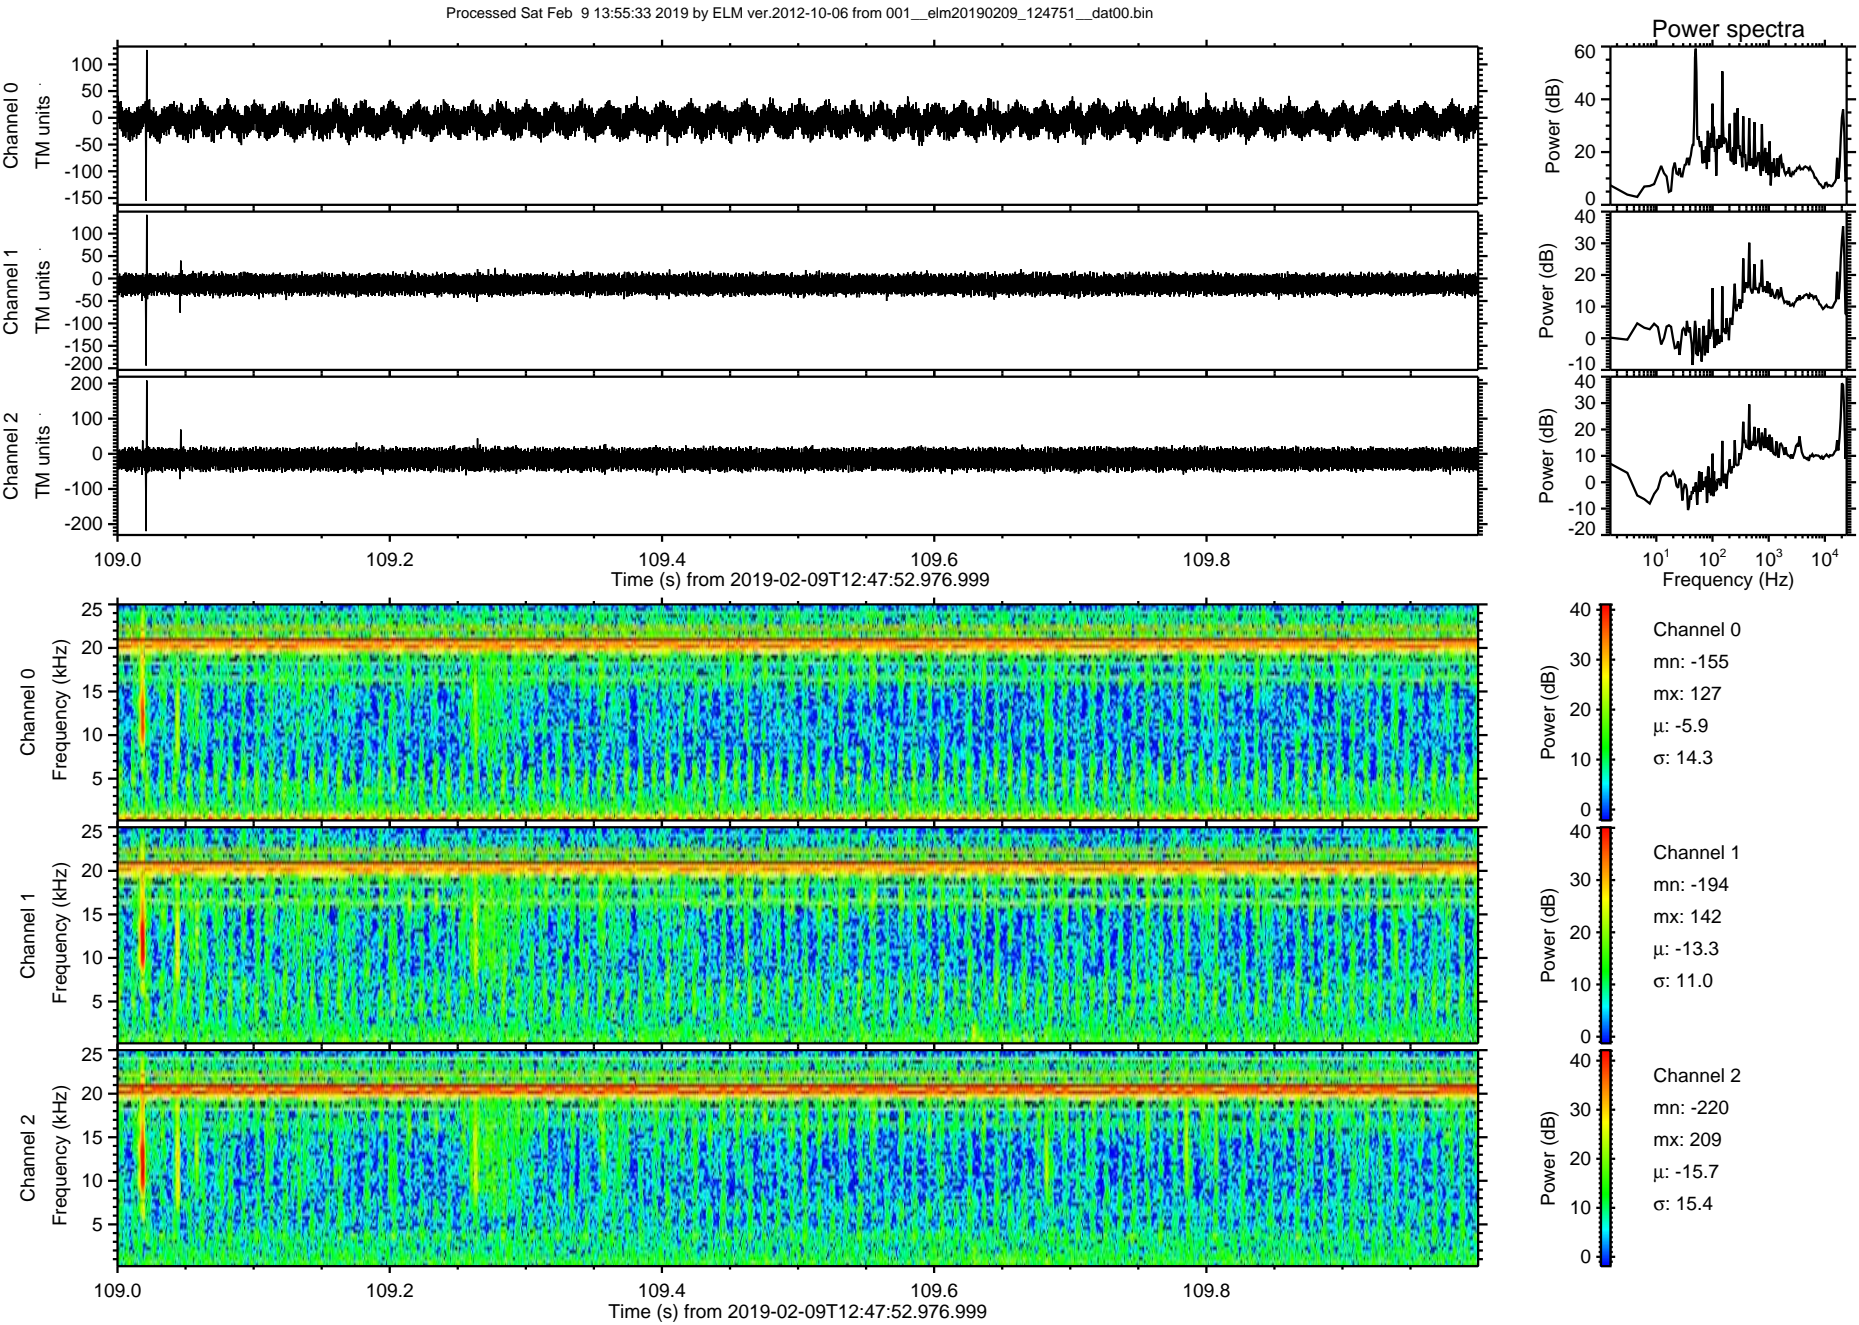 Processed Sat Feb  9 13:55:33 2019 by ELM ver.2012-10-06 from 001__elm20190209_124751__dat00.bin
Power spectra
Channel 0
TM units
100
50
0
-50
-100
-150
Power (dB)
60
40
20
0
Channel 1
TM units
100
50
0
-50
-100
-150
-200
Power (dB)
40
30
20
10
0
-10
Channel 2
TM units
200
100
0
-100
-200
Power (dB)
40
30
20
10
0
-10
-20
109.0 109.2 109.4 109.6 109.8
Time (s) from 2019-02-09T12:47:52.976.999
10¹ 10² 10³ 10⁴
Frequency (Hz)
Channel 0
Frequency (kHz)
25
20
15
10
5
Power (dB)
40
30
20
10
0
Channel 0
mn: -155
mx: 127
μ: -5.9
σ: 14.3
Channel 1
Frequency (kHz)
25
20
15
10
5
Power (dB)
40
30
20
10
0
Channel 1
mn: -194
mx: 142
μ: -13.3
σ: 11.0
Channel 2
Frequency (kHz)
25
20
15
10
5
Power (dB)
40
30
20
10
0
Channel 2
mn: -220
mx: 209
μ: -15.7
σ: 15.4
109.0 109.2 109.4 109.6 109.8
Time (s) from 2019-02-09T12:47:52.976.999